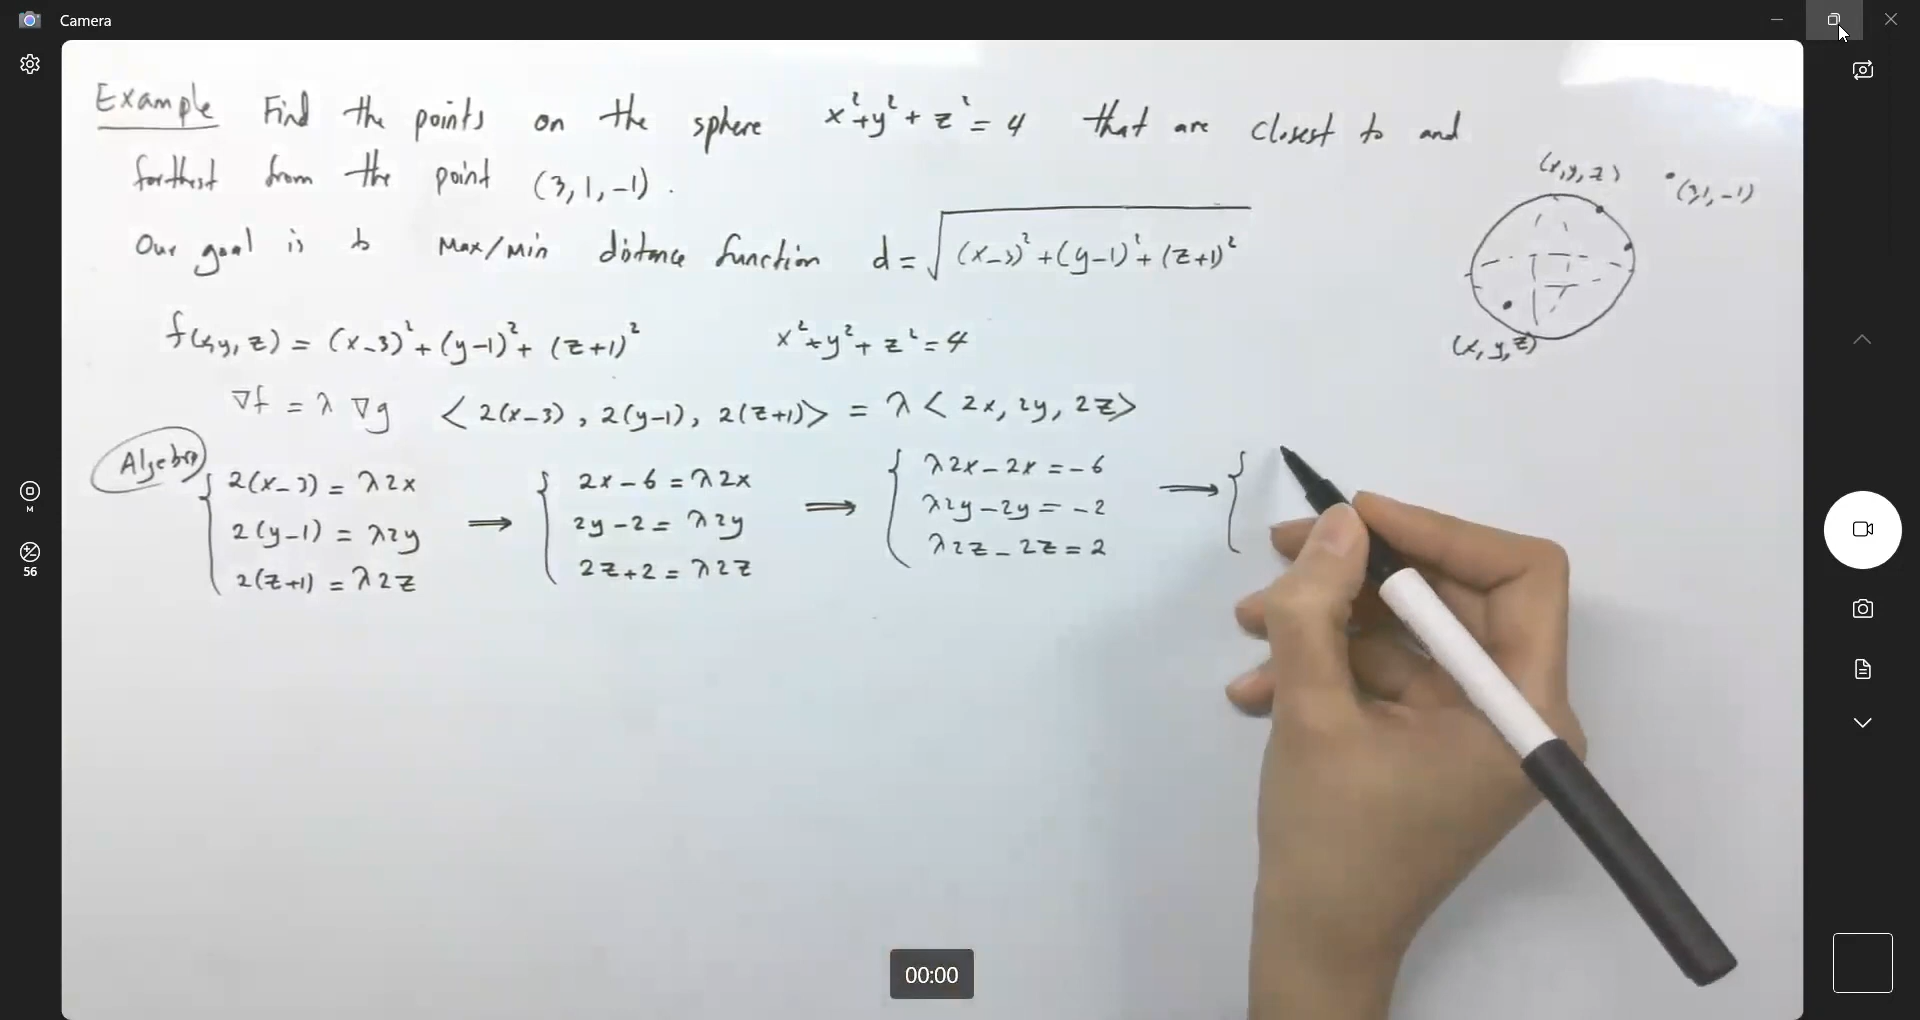 Camera
Example Find the points on the sphere x²+y²+z²=4 that are closest to and
farthest from the point (3,1,-1).
(x,y,z) (3,1,-1)
Our goal is to Max/Min distance function d=√(x-3)²+(y-1)²+(z+1)²
f(x,y,z) = (x-3)²+(y-1)²+(z+1)² x²+y²+z²=4
(x,y,z)
∇f = λ ∇g <2(x-3), 2(y-1), 2(z+1)> = λ<2x, 2y, 2z>
Algebra
2(x-3) = λ2x ⟹ 2x-6=λ2x ⟹ λ2x-2x=-6 ⟶
2(y-1) = λ2y 2y-2=λ2y λ2y-2y=-2
2(z+1) = λ2z 2z+2=λ2z λ2z-2z=2
M
56
00:00